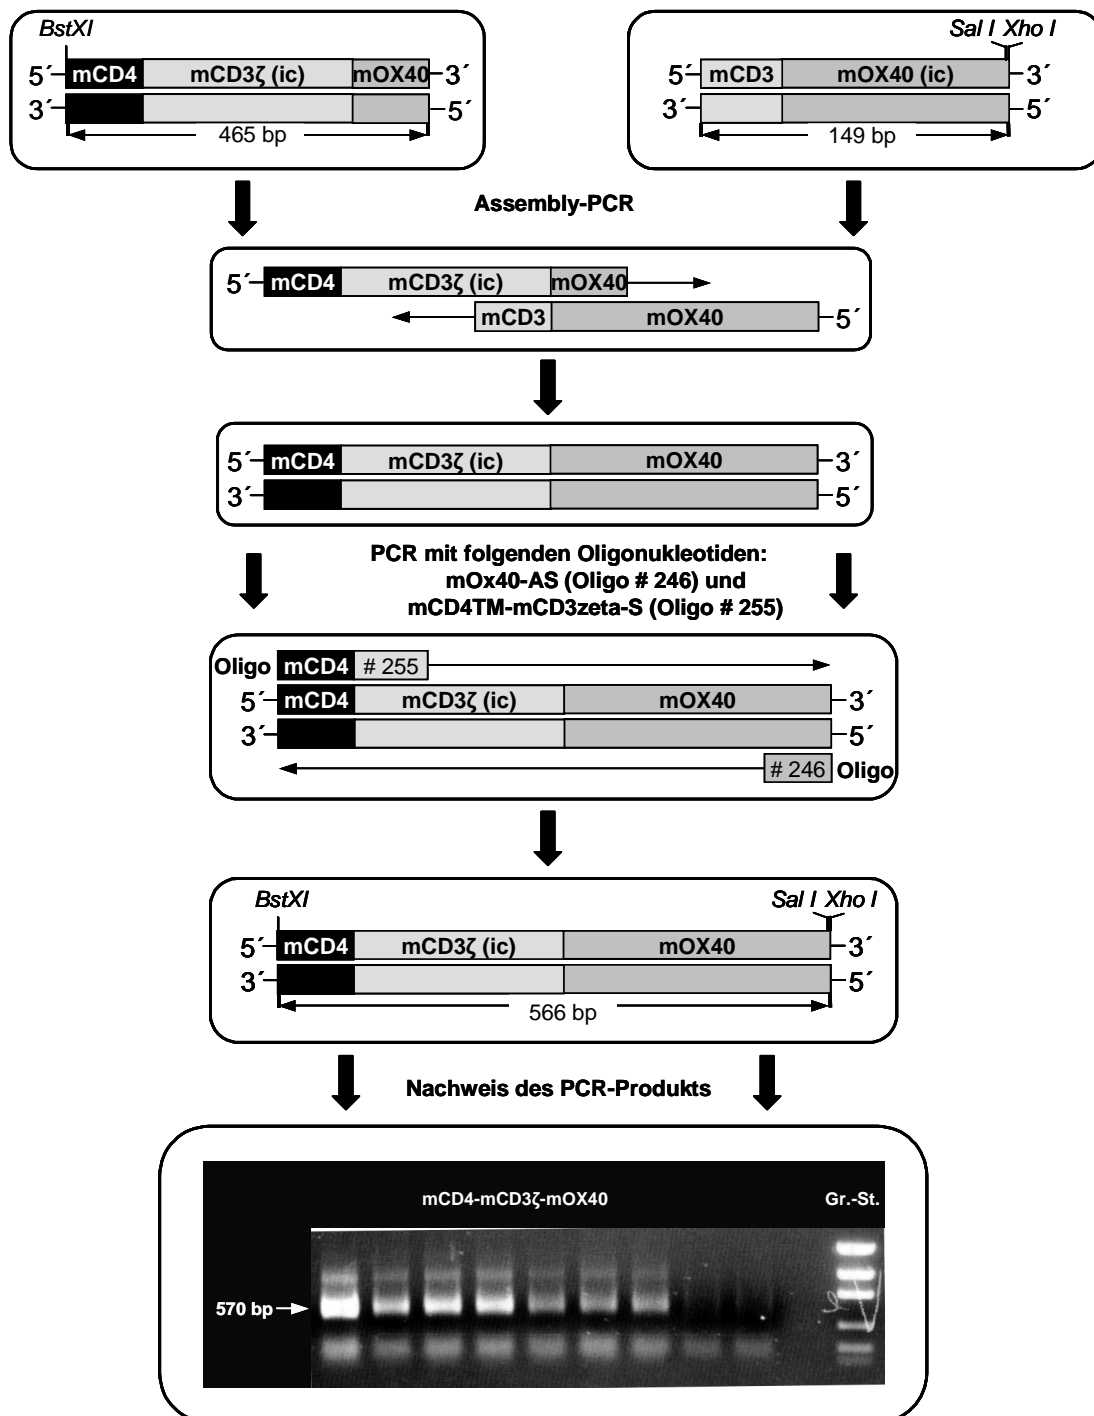 BstXI
Sal I Xho I
5´ mCD4 mCD3ζ (ic) mOX40 3´
3´ 5´
465 bp
5´ mCD3 mOX40 (ic) 3´
3´ 5´
149 bp
Assembly-PCR
5´ mCD4 mCD3ζ (ic) mOX40
mCD3 mOX40 5´
5´ mCD4 mCD3ζ (ic) mOX40 3´
3´ 5´
PCR mit folgenden Oligonukleotiden:
mOx40-AS (Oligo # 246) und
mCD4TM-mCD3zeta-S (Oligo # 255)
Oligo mCD4 # 255
5´ mCD4 mCD3ζ (ic) mOX40 3´
3´ 5´
# 246 Oligo
BstXI Sal I Xho I
5´ mCD4 mCD3ζ (ic) mOX40 3´
3´ 5´
566 bp
Nachweis des PCR-Produkts
mCD4-mCD3ζ-mOX40 Gr.-St.
570 bp